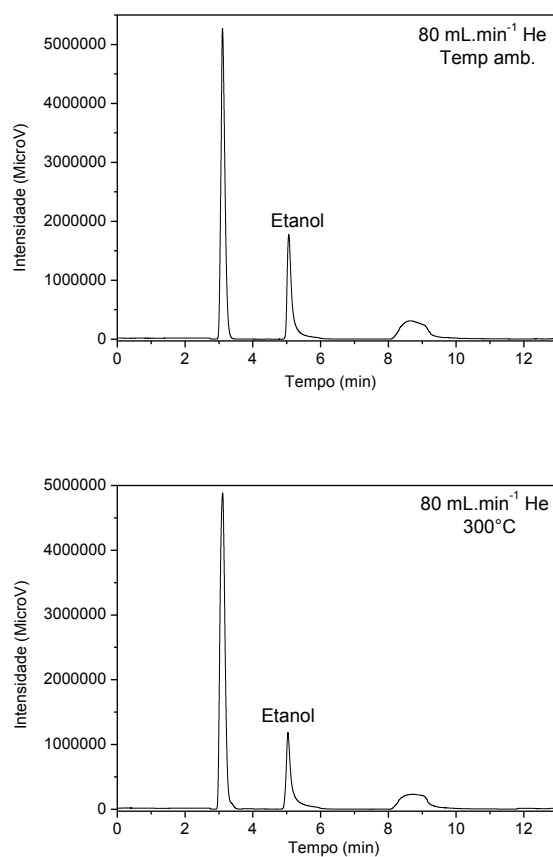 80 mL.min⁻¹ He
Temp amb.
Intensidade (MicroV)
5000000
4000000
3000000
2000000
1000000
0
Etanol
0 2 4 6 8 10 12
Tempo (min)
80 mL.min⁻¹ He
300°C
Intensidade (MicroV)
5000000
4000000
3000000
2000000
1000000
0
Etanol
0 2 4 6 8 10 12
Tempo (min)